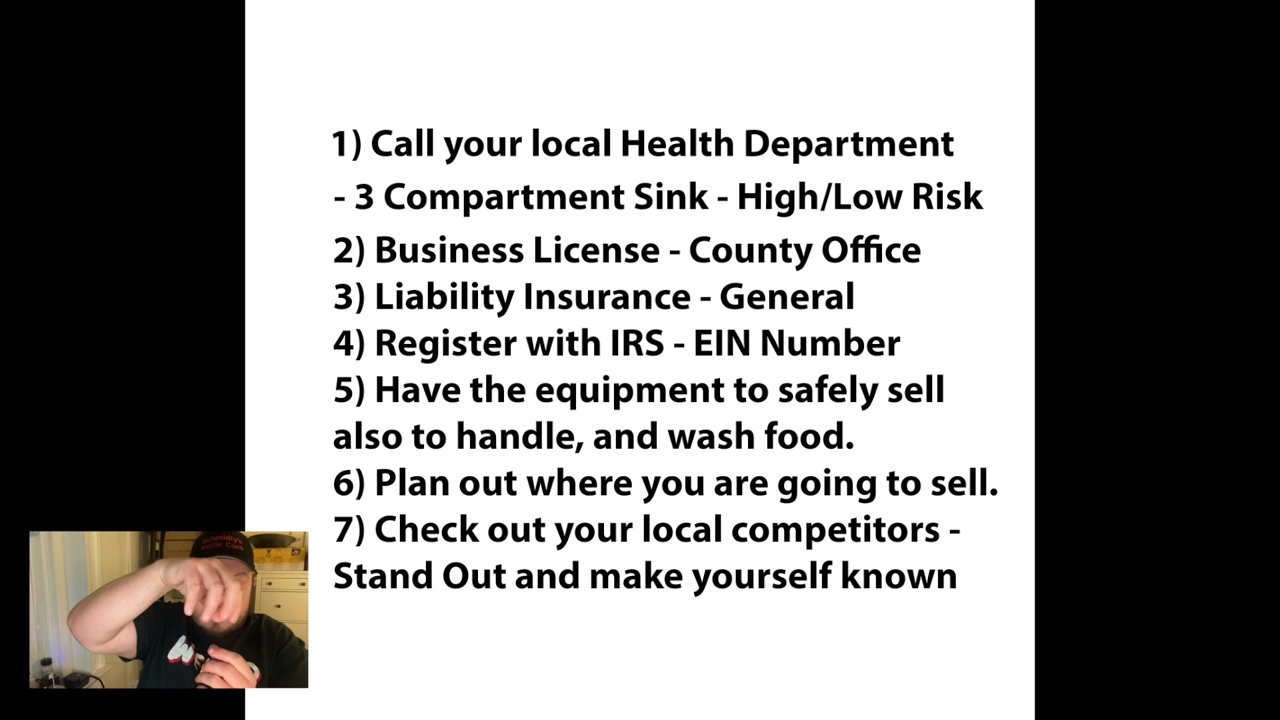 1) Call your local Health Department
- 3 Compartment Sink - High/Low Risk
2) Business License - County Office
3) Liability Insurance - General
4) Register with IRS - EIN Number
5) Have the equipment to safely sell
also to handle, and wash food.
6) Plan out where you are going to sell.
7) Check out your local competitors -
Stand Out and make yourself known
Kettle Corn